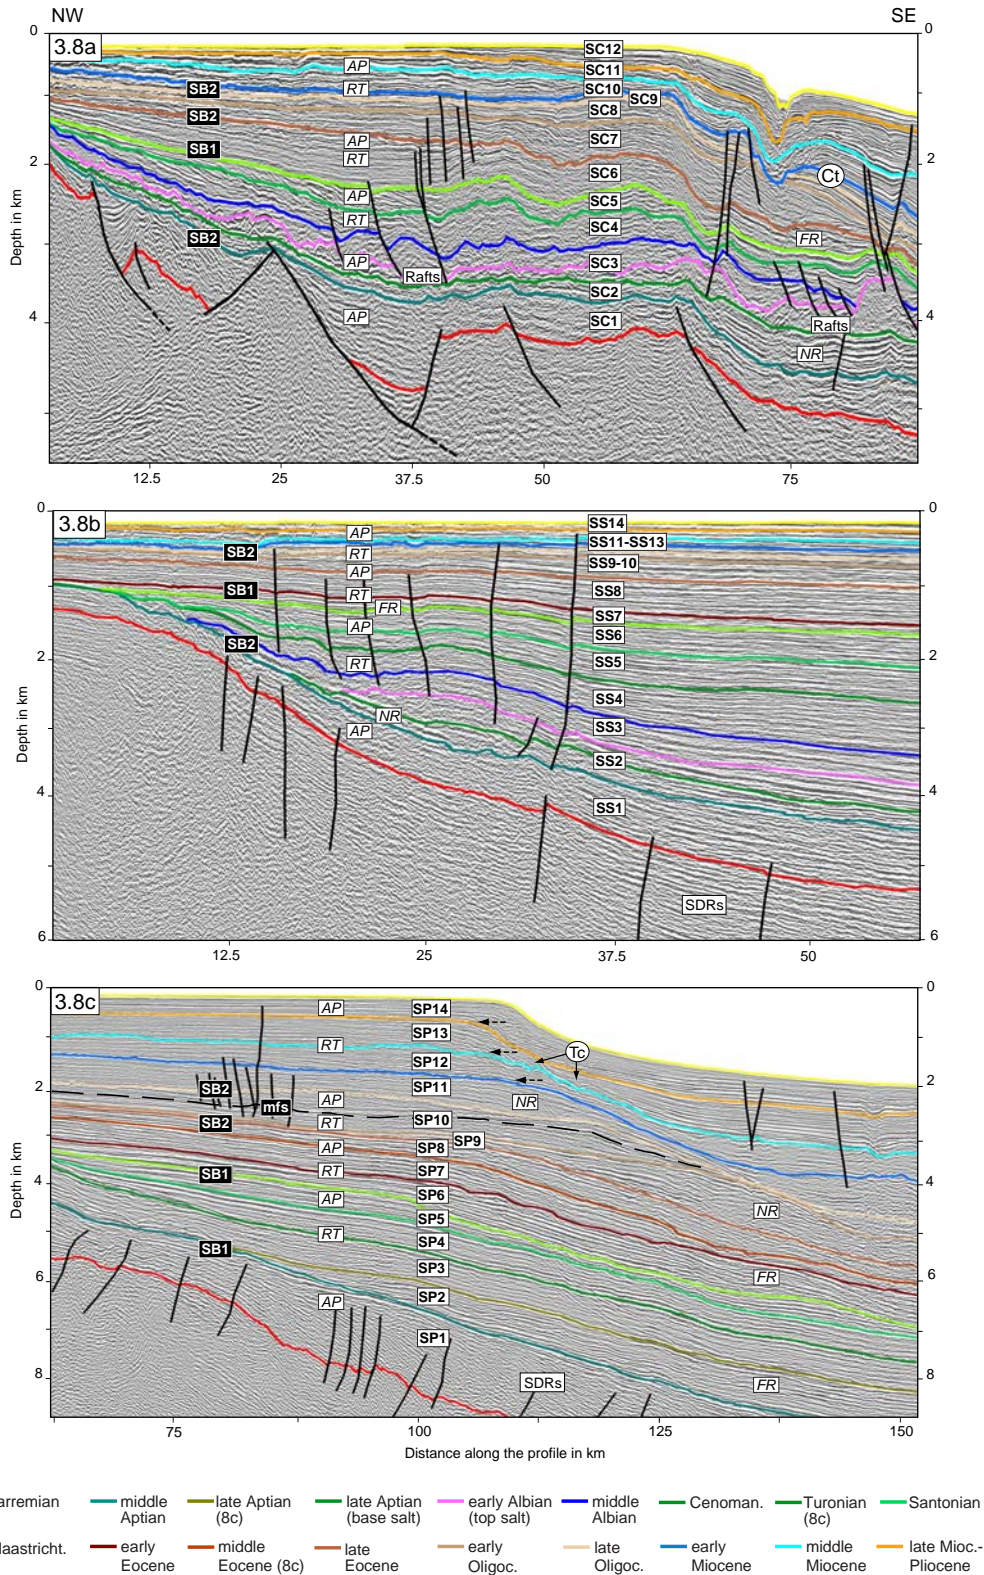 NW SE
3.8a
0 0
SC12
AP SC11
SB2 RT SC10
SC9
SC8
SB2
AP SC7
SB1 RT
2 2
SC6 Ct
AP SC5
RT SC4 FR
SB2
AP SC3
Rafts
SC2
AP SC1 Rafts
4 4
NR
Depth in km
12.5 25 37.5 50 75
3.8b
0 0
SS14
AP SS11-SS13
SB2 RT SS9-10
AP
SB1 RT SS8
FR SS7
AP SS6
SB2
RT SS5
2 2
SS4
NR SS3
AP
SS2
4 4
SS1
SDRs
6 6
Depth in km
12.5 25 37.5 50
3.8c
0 0
AP SP14
SP13
RT Tc
SP12
SB2 SP11
2 2
mfs AP NR
SB2 RT SP10
SP9
AP SP8
SB1 RT SP7
4 4
AP SP6
NR
SP5
RT SP4
SB1
SP3 FR
6 6
AP SP2
SP1
SDRs FR
8 8
Depth in km
75 100 125 150
Distance along the profile in km
arremian middle Aptian late Aptian (8c) late Aptian (base salt) early Albian (top salt) middle Albian Cenoman. Turonian (8c) Santonian
laastricht. early Eocene middle Eocene (8c) late Eocene early Oligoc. late Oligoc. early Miocene middle Miocene late Mioc.- Pliocene